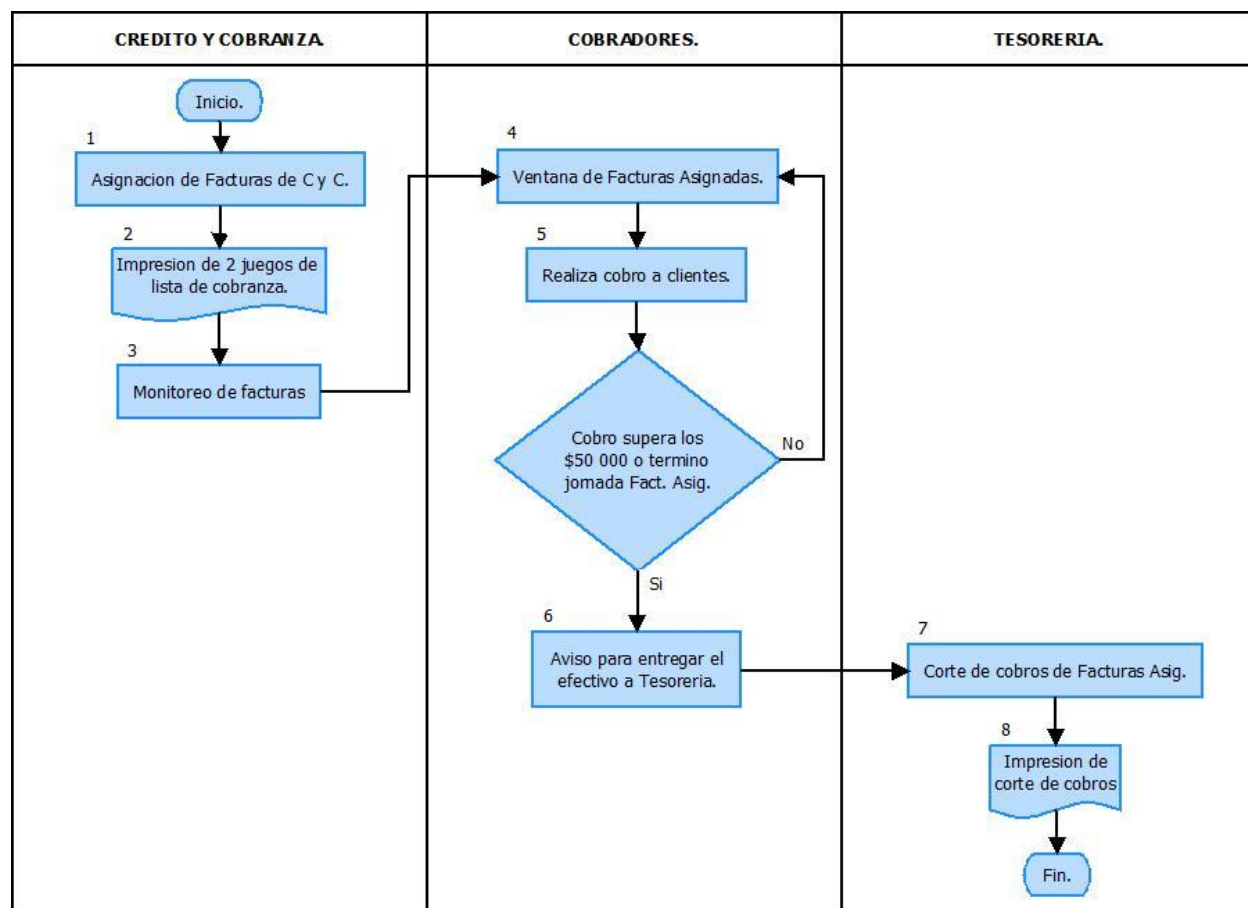 CREDITO Y COBRANZA.
COBRADORES.
TESORERIA.
Inicio.
1
Asignacion de Facturas de C y C.
2
Impresion de 2 juegos de
lista de cobranza.
3
Monitoreo de facturas
4
Ventana de Facturas Asignadas.
5
Realiza cobro a clientes.
Cobro supera los
$50 000 o termino
jornada Fact. Asig.
No
Si
6
Aviso para entregar el
efectivo a Tesoreria.
7
Corte de cobros de Facturas Asig.
8
Impresion de
corte de cobros
Fin.